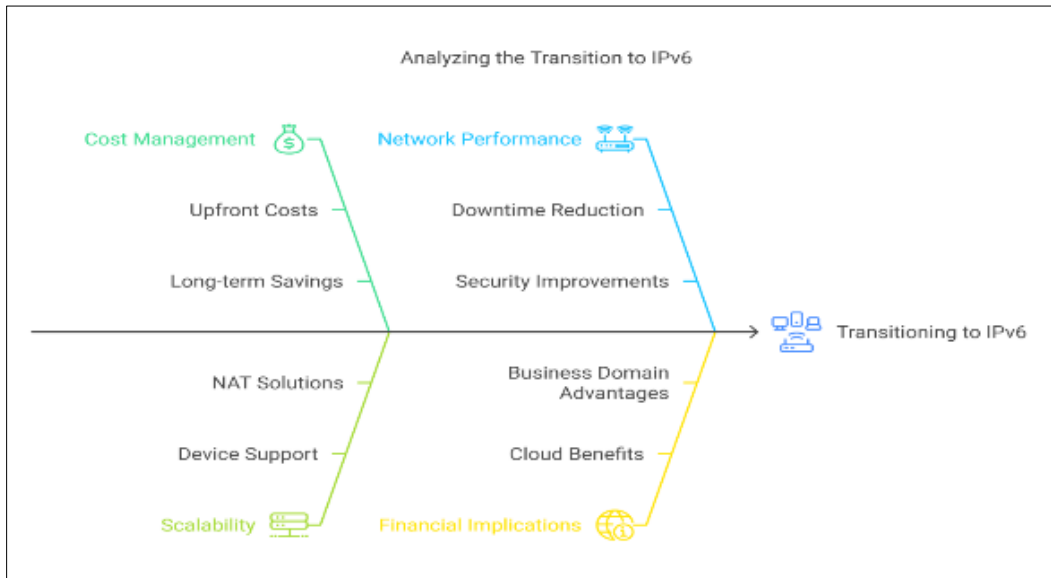 Analyzing the Transition to IPv6
Cost Management
Network Performance
Upfront Costs
Downtime Reduction
Long-term Savings
Security Improvements
Transitioning to IPv6
NAT Solutions
Business Domain
Advantages
Device Support
Cloud Benefits
Scalability
Financial Implications